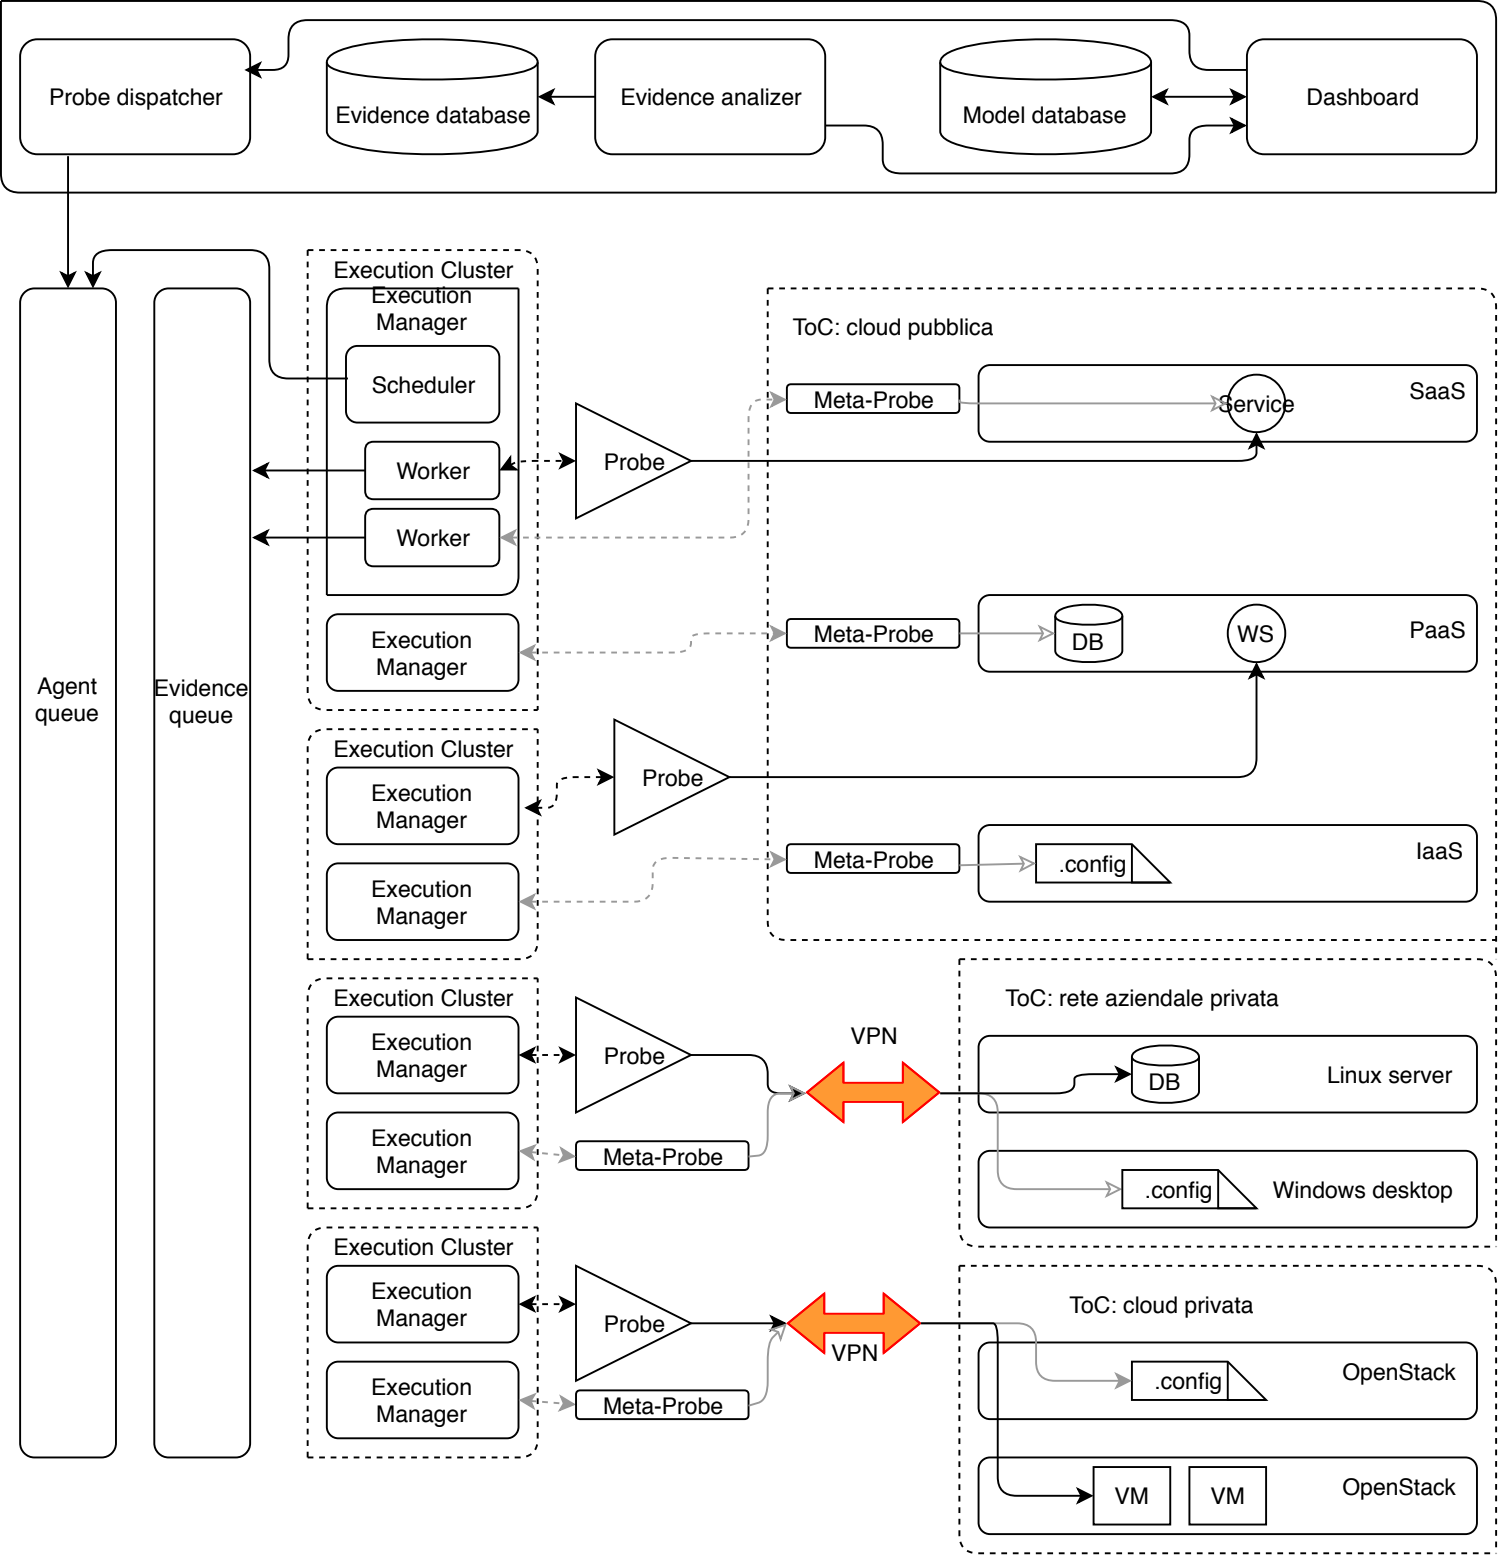 Probe dispatcher
Evidence database
Evidence analizer
Model database
Dashboard
Agent
queue
Evidence
queue
Execution Cluster
Execution
Manager
Scheduler
Worker
Worker
Execution
Manager
Probe
ToC: cloud pubblica
Meta-Probe
Service
SaaS
Meta-Probe
DB
WS
PaaS
Execution Cluster
Execution
Manager
Execution
Manager
Probe
Meta-Probe
.config
IaaS
Execution Cluster
Execution
Manager
Execution
Manager
Probe
Meta-Probe
VPN
ToC: rete aziendale privata
DB
Linux server
.config
Windows desktop
Execution Cluster
Execution
Manager
Execution
Manager
Probe
Meta-Probe
VPN
ToC: cloud privata
.config
OpenStack
VM
VM
OpenStack